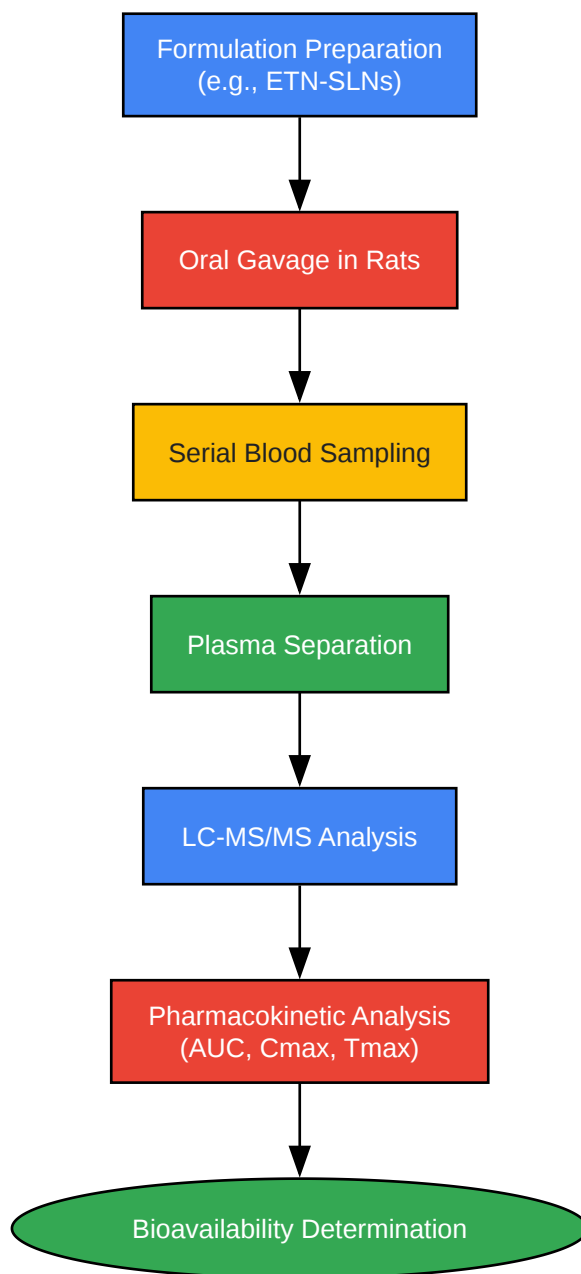 Formulation Preparation
(e.g., ETN-SLNs)
Oral Gavage in Rats
Serial Blood Sampling
Plasma Separation
LC-MS/MS Analysis
Pharmacokinetic Analysis
(AUC, Cmax, Tmax)
Bioavailability Determination